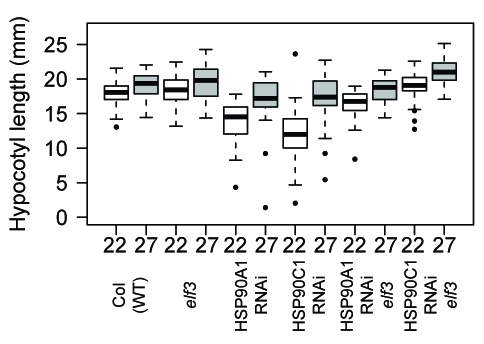 Hypocotyl length (mm)
25
20
15
10
5
0
22 27 22 27 22 27 22 27 22 27 22 27
Col
(WT)
elf3
HSP90A1
RNAi
HSP90C1
RNAi
HSP90A1
RNAi
elf3
HSP90C1
RNAi
elf3